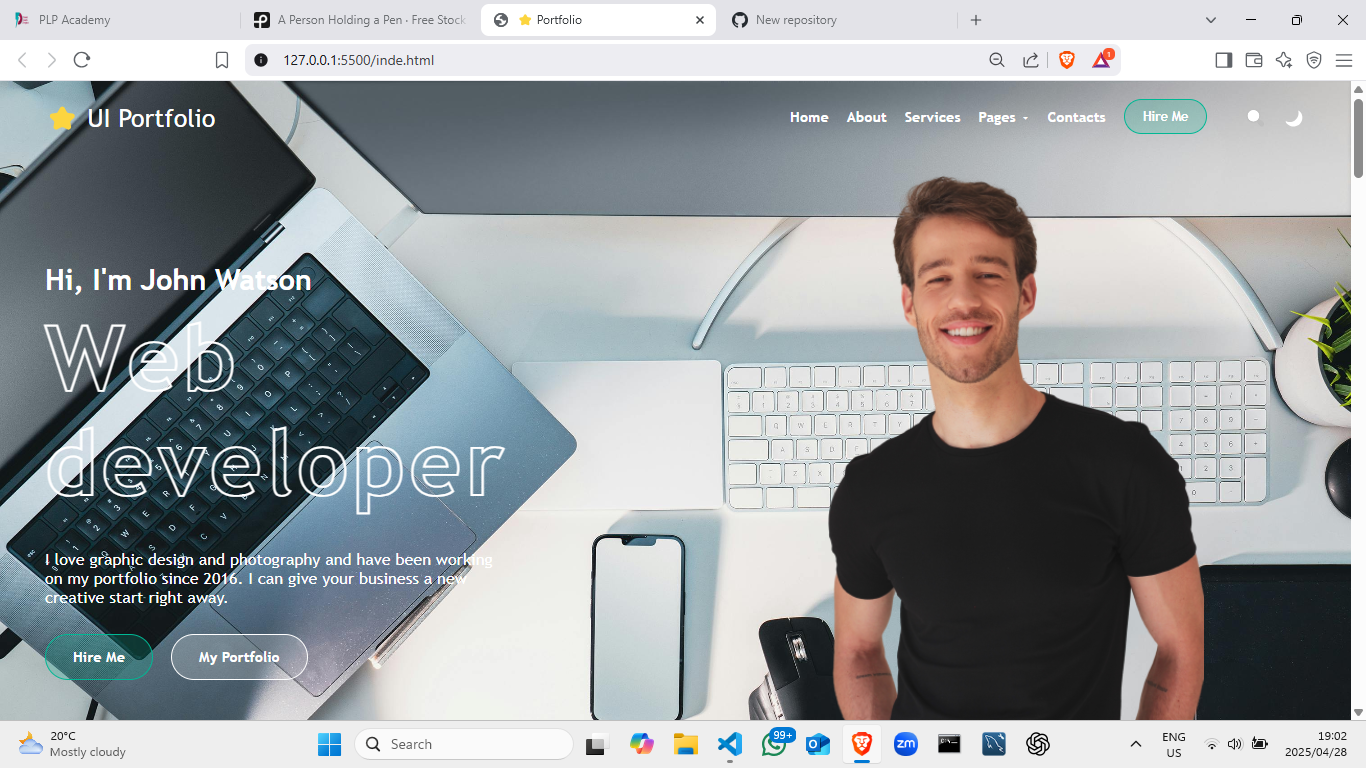 PLP Academy
A Person Holding a Pen · Free Stock
Portfolio
New repository
127.0.0.1:5500/inde.html
1
UI Portfolio
Home About Services Pages Contacts Hire Me
Hi, I'm John Watson
Web
developer
I love graphic design and photography and have been working
on my portfolio since 2016. I can give your business a new
creative start right away.
Hire Me My Portfolio
20°C
Mostly cloudy
Search
99+
zm
ENG
US
19:02
2025/04/28